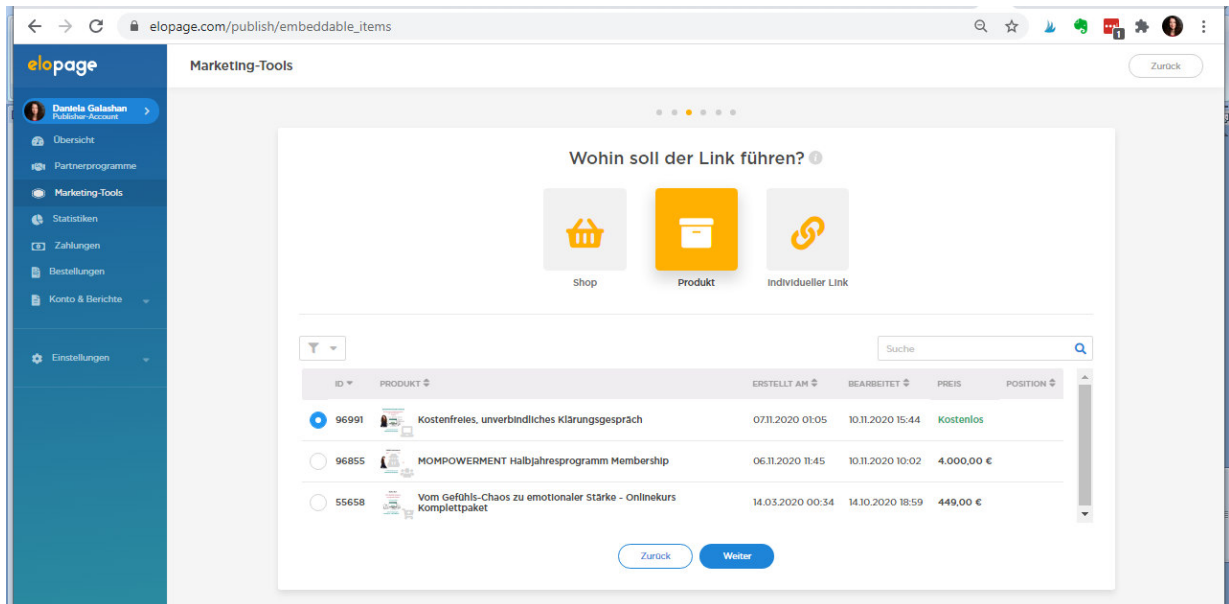 elopage.com/publish/embeddable_items
1
elopage
Marketing-Tools
Zurück
Daniela Galashan
Publisher-Account
Übersicht
Partnerprogramme
Marketing-Tools
Statistiken
Zahlungen
Bestellungen
Konto & Berichte
Einstellungen
Wohin soll der Link führen?
Shop
Produkt
Individueller Link
Suche
ID PRODUKT ERSTELLT AM BEARBEITET PREIS POSITION
96991 Kostenfreies, unverbindliches Klärungsgespräch 07.11.2020 01:05 10.11.2020 15:44 Kostenlos
96855 MOMPOWERMENT Halbjahresprogramm Membership 06.11.2020 11:45 10.11.2020 10:02 4.000,00 €
55658 Vom Gefühls-Chaos zu emotionaler Stärke - Onlinekurs
Komplettpaket 14.03.2020 00:34 14.10.2020 18:59 449,00 €
Zurück
Weiter